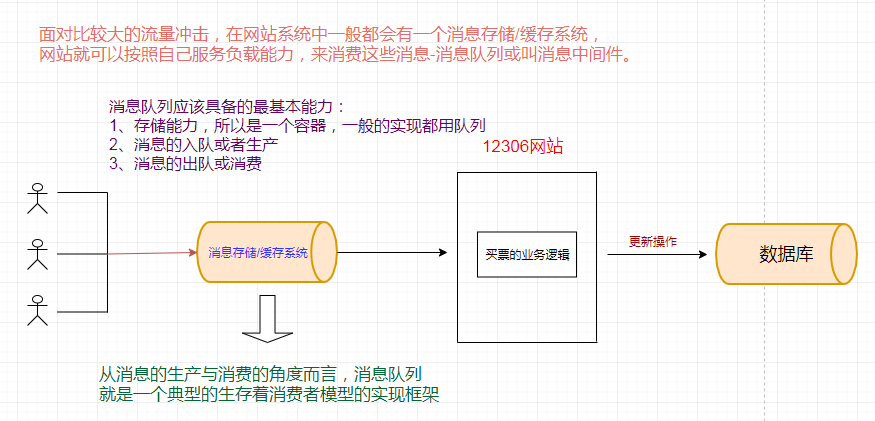 面对比较大的流量冲击，在网站系统中一般都会有一个消息存储/缓存系统，
网站就可以按照自己服务负载能力，来消费这些消息-消息队列或叫消息中间件。
消息队列应该具备的最基本能力：
1、存储能力，所以是一个容器，一般的实现都用队列
2、消息的入队或者生产
3、消息的出队或消费
12306网站
消息存储/缓存系统
买票的业务逻辑
更新操作
数据库
从消息的生产与消费的角度而言，消息队列
就是一个典型的生存着消费者模型的实现框架